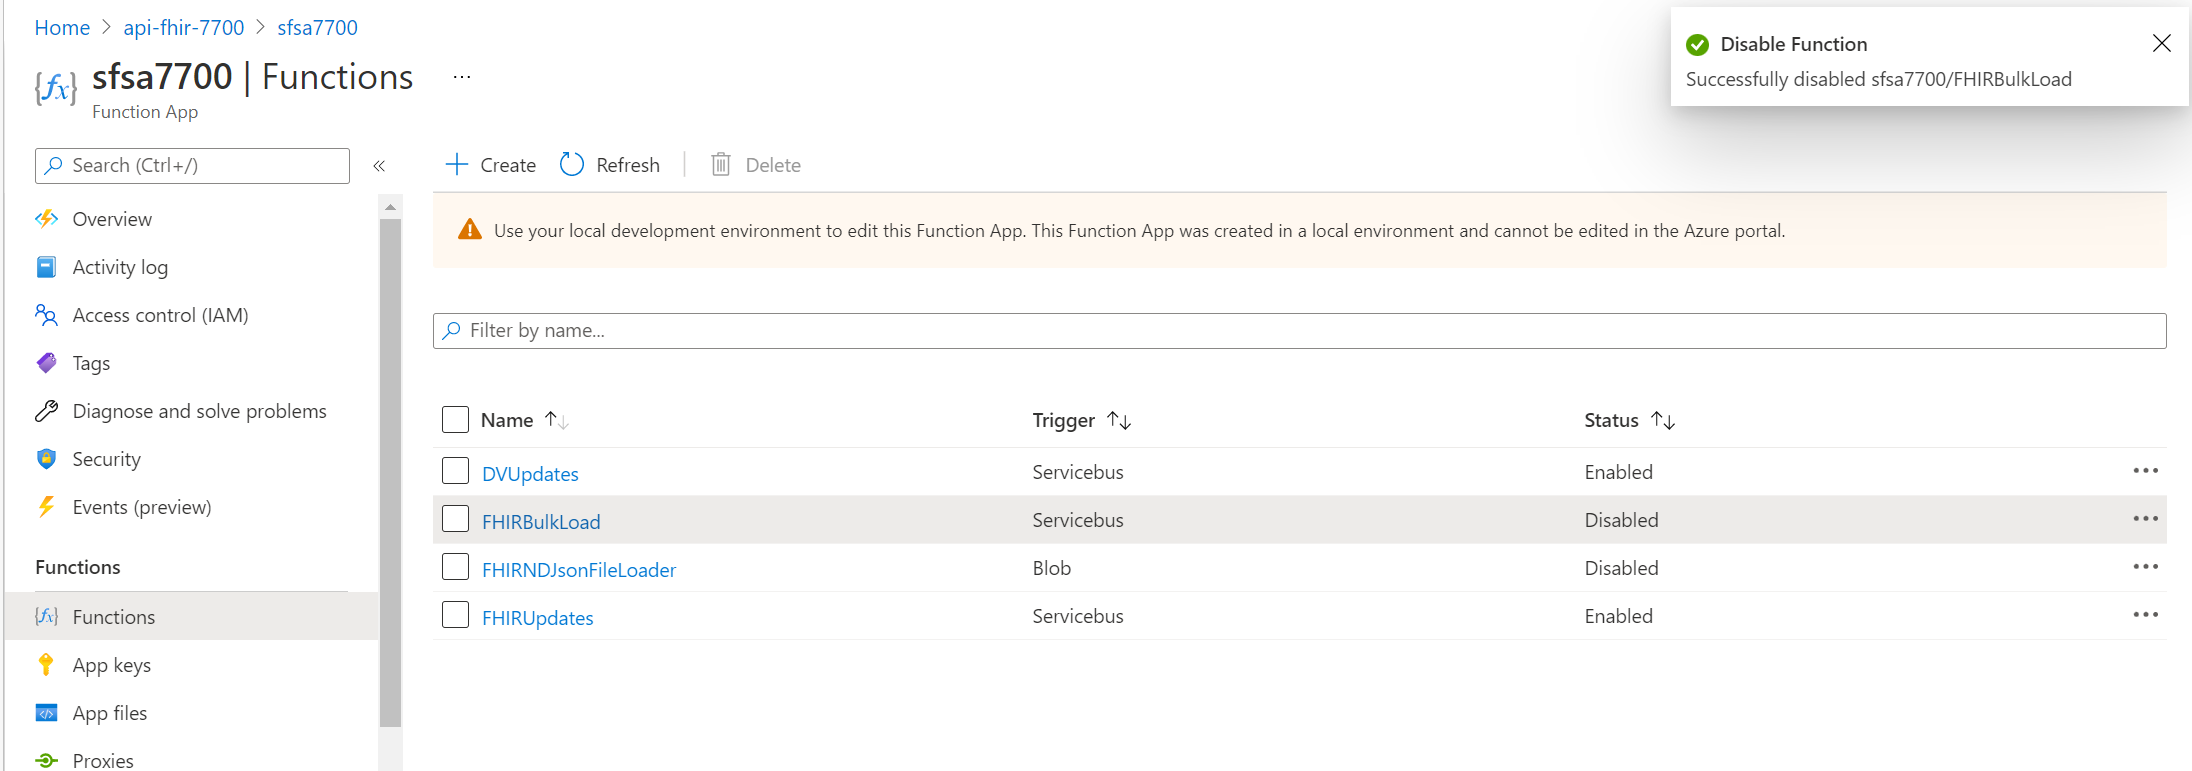 Home > api-fhir-7700 > sfsa7700
sfsa7700 | Functions ...
Function App
Disable Function
Successfully disabled sfsa7700/FHIRBulkLoad
Search (Ctrl+/) «
Overview
Activity log
Access control (IAM)
Tags
Diagnose and solve problems
Security
Events (preview)
Functions
Functions
App keys
App files
Proxies
Create Refresh Delete
Use your local development environment to edit this Function App. This Function App was created in a local environment and cannot be edited in the Azure portal.
Filter by name...
Name ↑↓ Trigger ↑↓ Status ↑↓
DVUpdates Servicebus Enabled ...
FHIRBulkLoad Servicebus Disabled ...
FHIRNDJsonFileLoader Blob Disabled ...
FHIRUpdates Servicebus Enabled ...